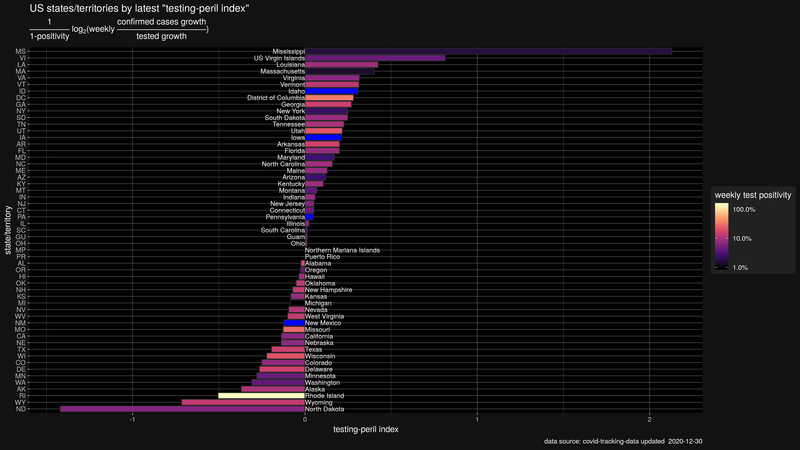 US states/territories by latest "testing-peril index"
1
1-positivity
log2(weekly
confirmed cases growth
tested growth
)
state/territory
MS Mississippi
VI US Virgin Islands
LA Louisiana
MA Massachusetts
VA Virginia
VT Vermont
ID Idaho
DC District of Columbia
GA Georgia
NY New York
SD South Dakota
TN Tennessee
UT Utah
IA Iowa
AR Arkansas
FL Florida
MD Maryland
NC North Carolina
ME Maine
AZ Arizona
KY Kentucky
MT Montana
IN Indiana
NJ New Jersey
CT Connecticut
PA Pennsylvania
IL Illinois
SC South Carolina
GU Guam
OH Ohio
MP Northern Mariana Islands
PR Puerto Rico
AL Alabama
OR Oregon
HI Hawaii
OK Oklahoma
NH New Hampshire
KS Kansas
MI Michigan
NV Nevada
WV West Virginia
NM New Mexico
MO Missouri
CA California
NE Nebraska
TX Texas
WI Wisconsin
CO Colorado
DE Delaware
MN Minnesota
WA Washington
AK Alaska
RI Rhode Island
WY Wyoming
ND North Dakota
-1 0 1 2
testing-peril index
weekly test positivity
100.0%
10.0%
1.0%
data source: covid-tracking-data updated 2020-12-30